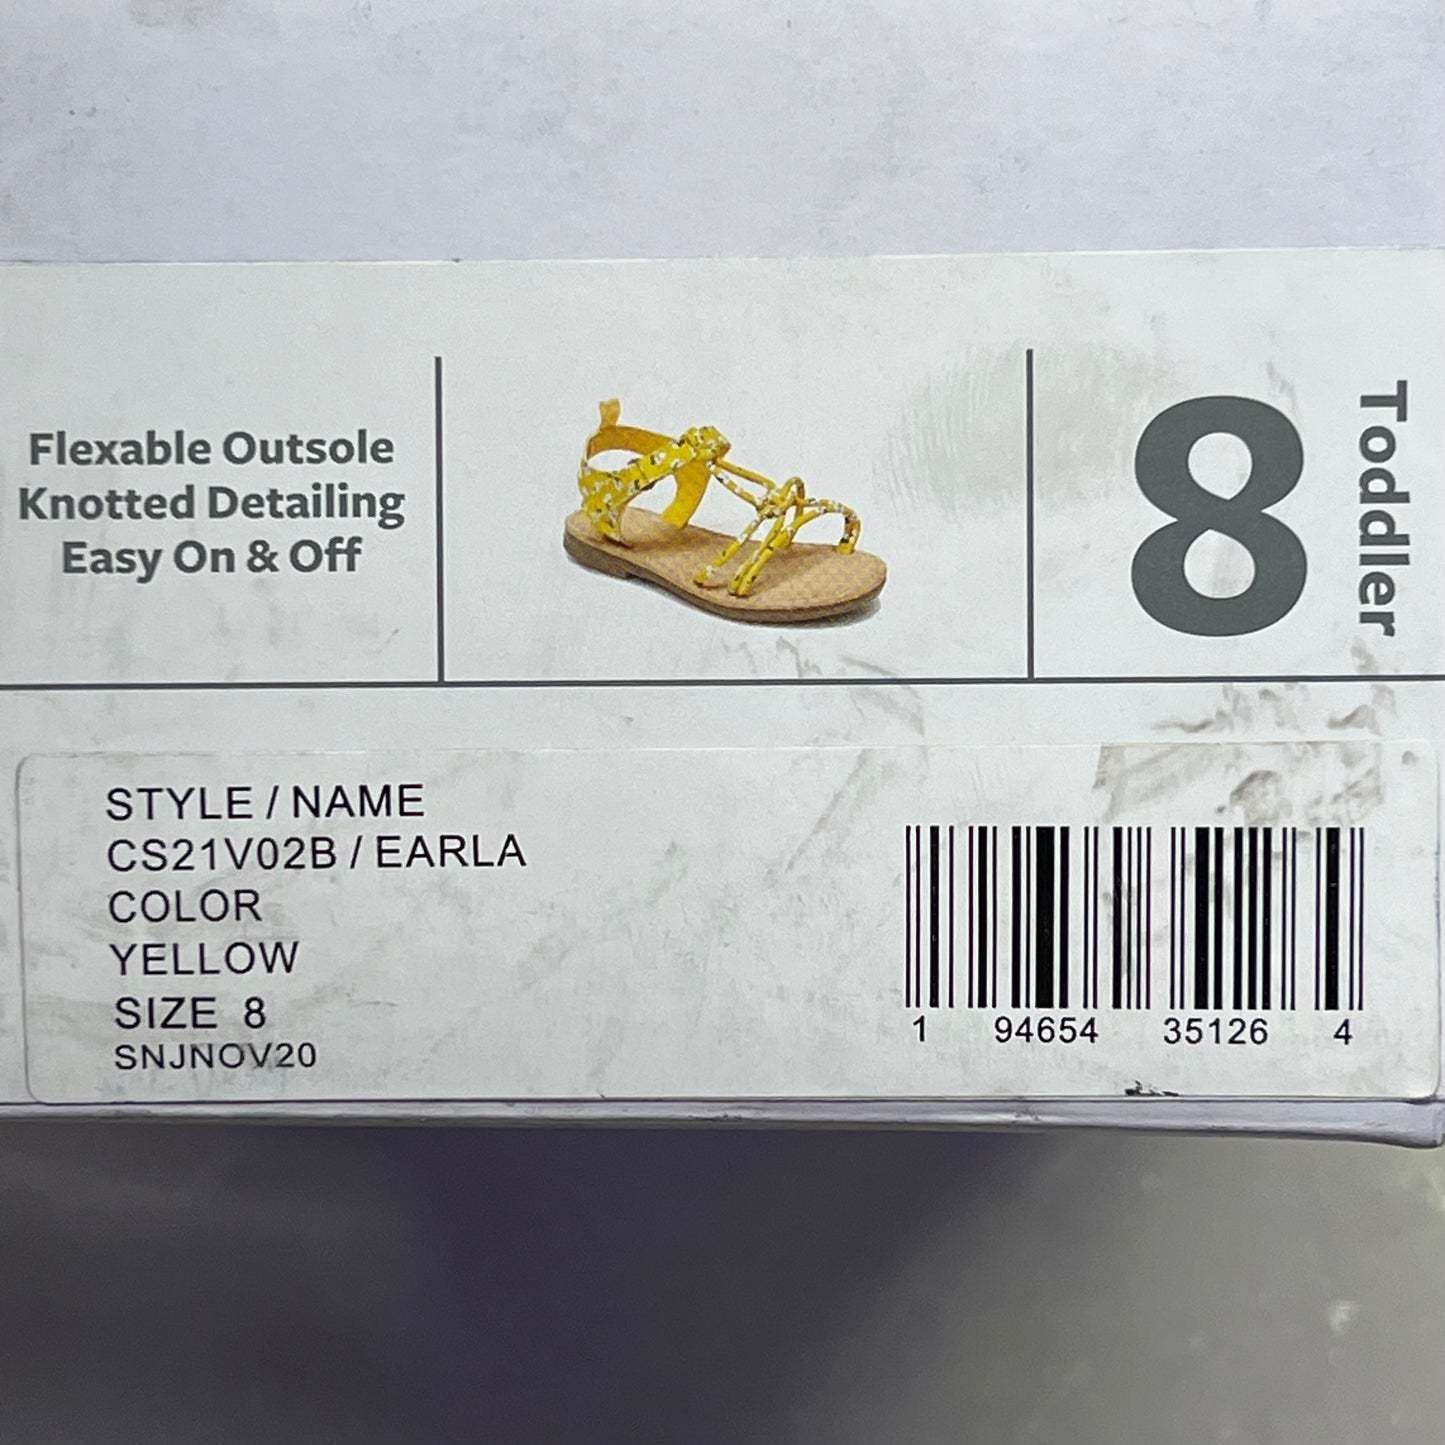 Flexable Outsole
Knotted Detailing
Easy On & Off
8
Toddler
STYLE / NAME
CS21V02B / EARLA
COLOR
YELLOW
SIZE 8
SNJNOV20
1 94654 35126 4